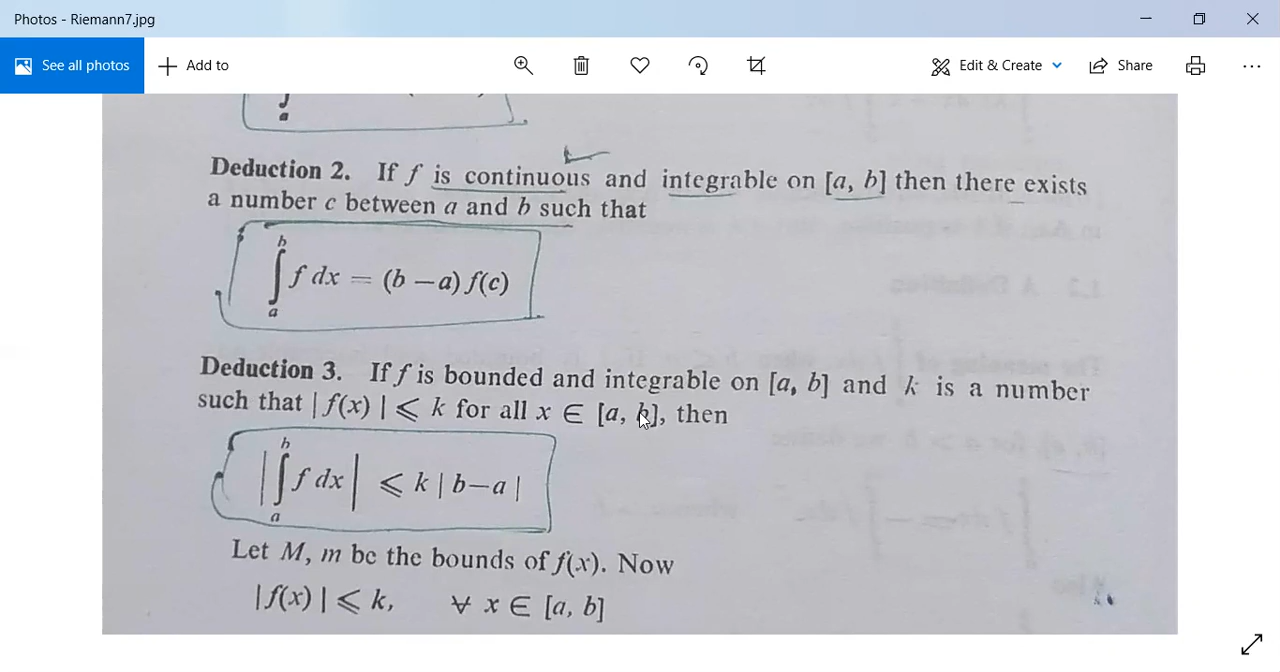 Photos - Riemann7.jpg
See all photos
Add to
Edit & Create
Share
a
Deduction 2. If f is continuous and integrable on [a, b] then there exists
a number c between a and b such that
∫ₐᵇ f dx = (b − a) f(c)
Deduction 3. If f is bounded and integrable on [a, b] and k is a number
such that | f(x) | ⩽ k for all x ∈ [a, b], then
| ∫ₐᵇ f dx | ⩽ k | b−a |
Let M, m be the bounds of f(x). Now
| f(x) | ⩽ k, ∀ x ∈ [a, b]